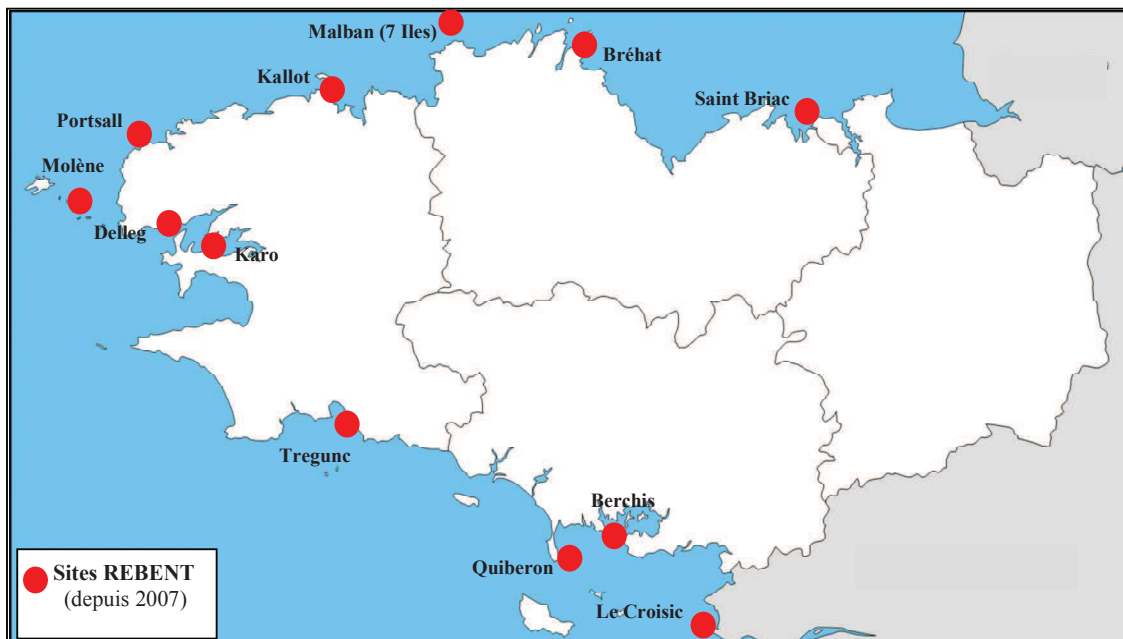 Malban (7 Iles)
Bréhat
Kallot
Saint Briac
Portsall
Molène
Delleg
Karo
Tregunc
Berchis
Quiberon
Le Croisic
Sites REBENT
(depuis 2007)